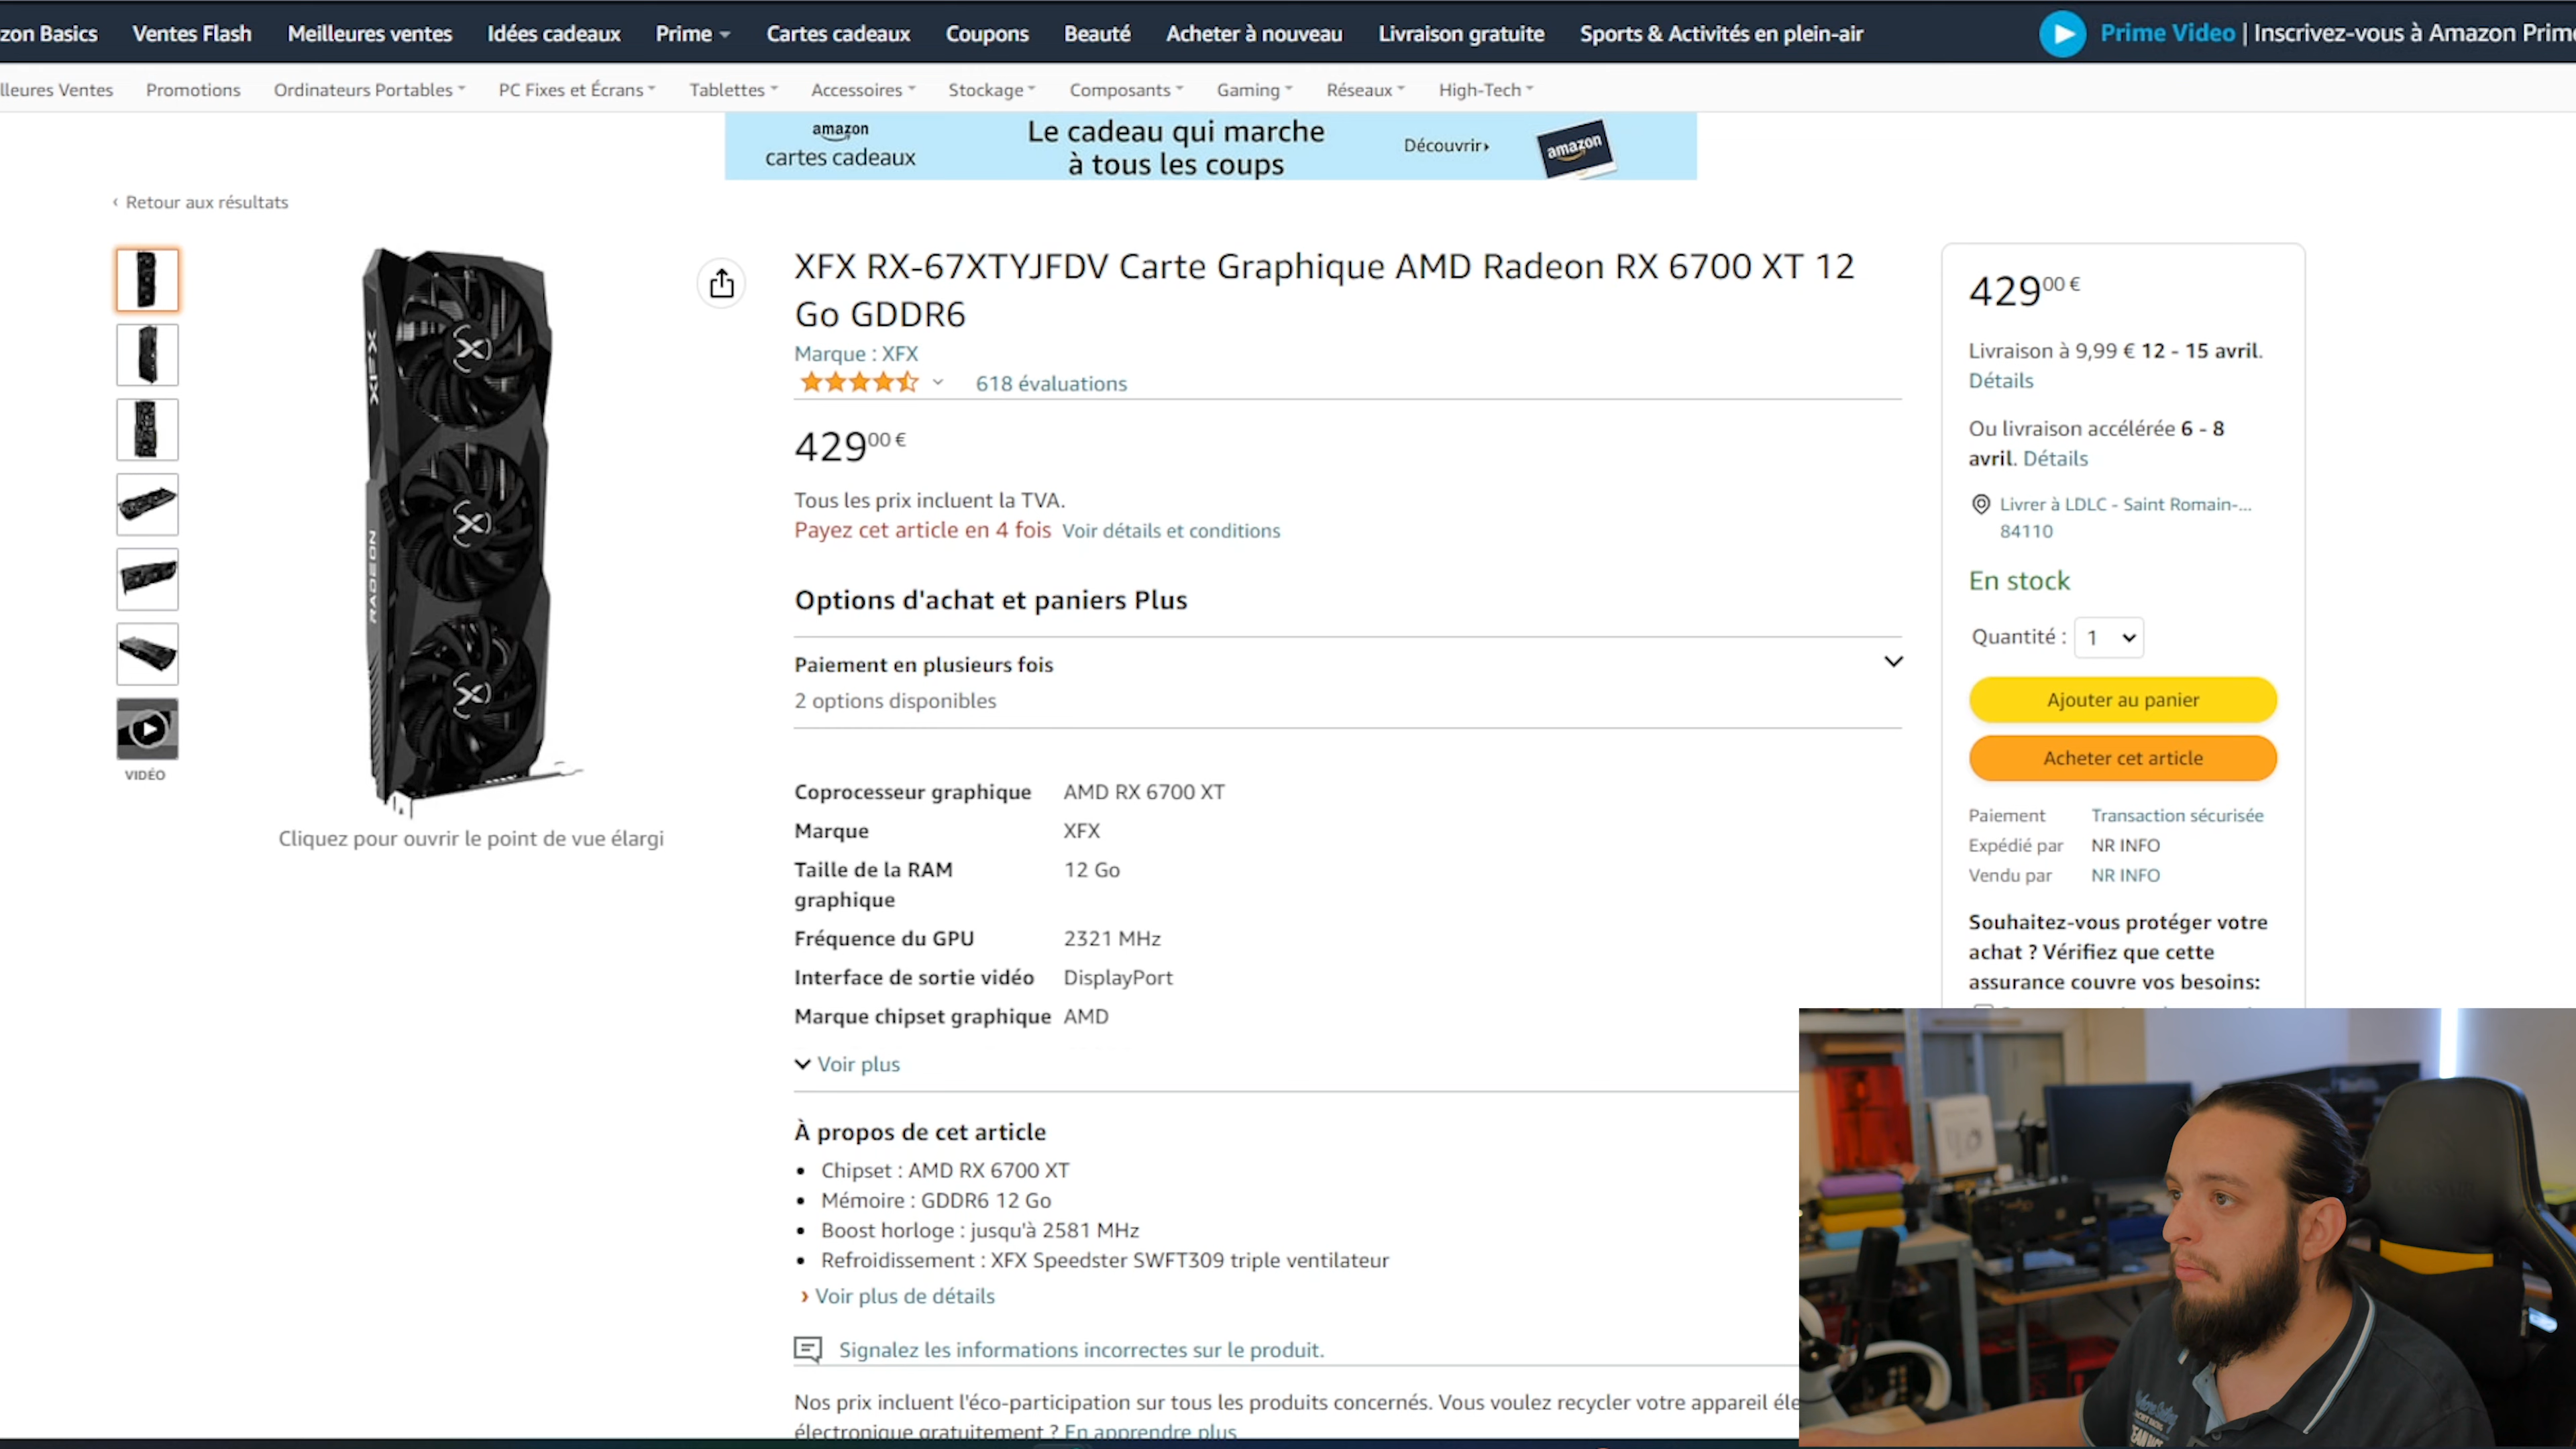 zon Basics Ventes Flash Meilleures ventes Idées cadeaux Prime Cartes cadeaux Coupons Beauté Acheter à nouveau Livraison gratuite Sports & Activités en plein-air Prime Video | Inscrivez-vous à Amazon Prime
lleures Ventes Promotions Ordinateurs Portables PC Fixes et Écrans Tablettes Accessoires Stockage Composants Gaming Réseaux High-Tech
amazon
cartes cadeaux
Le cadeau qui marche
à tous les coups
Découvrir
amazon
‹ Retour aux résultats
XFX
RADEON
VIDÉO
Cliquez pour ouvrir le point de vue élargi
XFX RX-67XTYJFDV Carte Graphique AMD Radeon RX 6700 XT 12
Go GDDR6
Marque : XFX
618 évaluations
429 00 €
Tous les prix incluent la TVA.
Payez cet article en 4 fois Voir détails et conditions
Options d'achat et paniers Plus
Paiement en plusieurs fois
2 options disponibles
Coprocesseur graphique AMD RX 6700 XT
Marque XFX
Taille de la RAM 12 Go
graphique
Fréquence du GPU 2321 MHz
Interface de sortie vidéo DisplayPort
Marque chipset graphique AMD
Voir plus
À propos de cet article
• Chipset : AMD RX 6700 XT
• Mémoire : GDDR6 12 Go
• Boost horloge : jusqu'à 2581 MHz
• Refroidissement : XFX Speedster SWFT309 triple ventilateur
› Voir plus de détails
Signalez les informations incorrectes sur le produit.
Nos prix incluent l'éco-participation sur tous les produits concernés. Vous voulez recycler votre appareil éle
électronique gratuitement ? En apprendre plus
429 00 €
Livraison à 9,99 € 12 - 15 avril.
Détails
Ou livraison accélérée 6 - 8
avril. Détails
Livrer à LDLC - Saint Romain-...
84110
En stock
Quantité : 1
Ajouter au panier
Acheter cet article
Paiement Transaction sécurisée
Expédié par NR INFO
Vendu par NR INFO
Souhaitez-vous protéger votre
achat ? Vérifiez que cette
assurance couvre vos besoins: